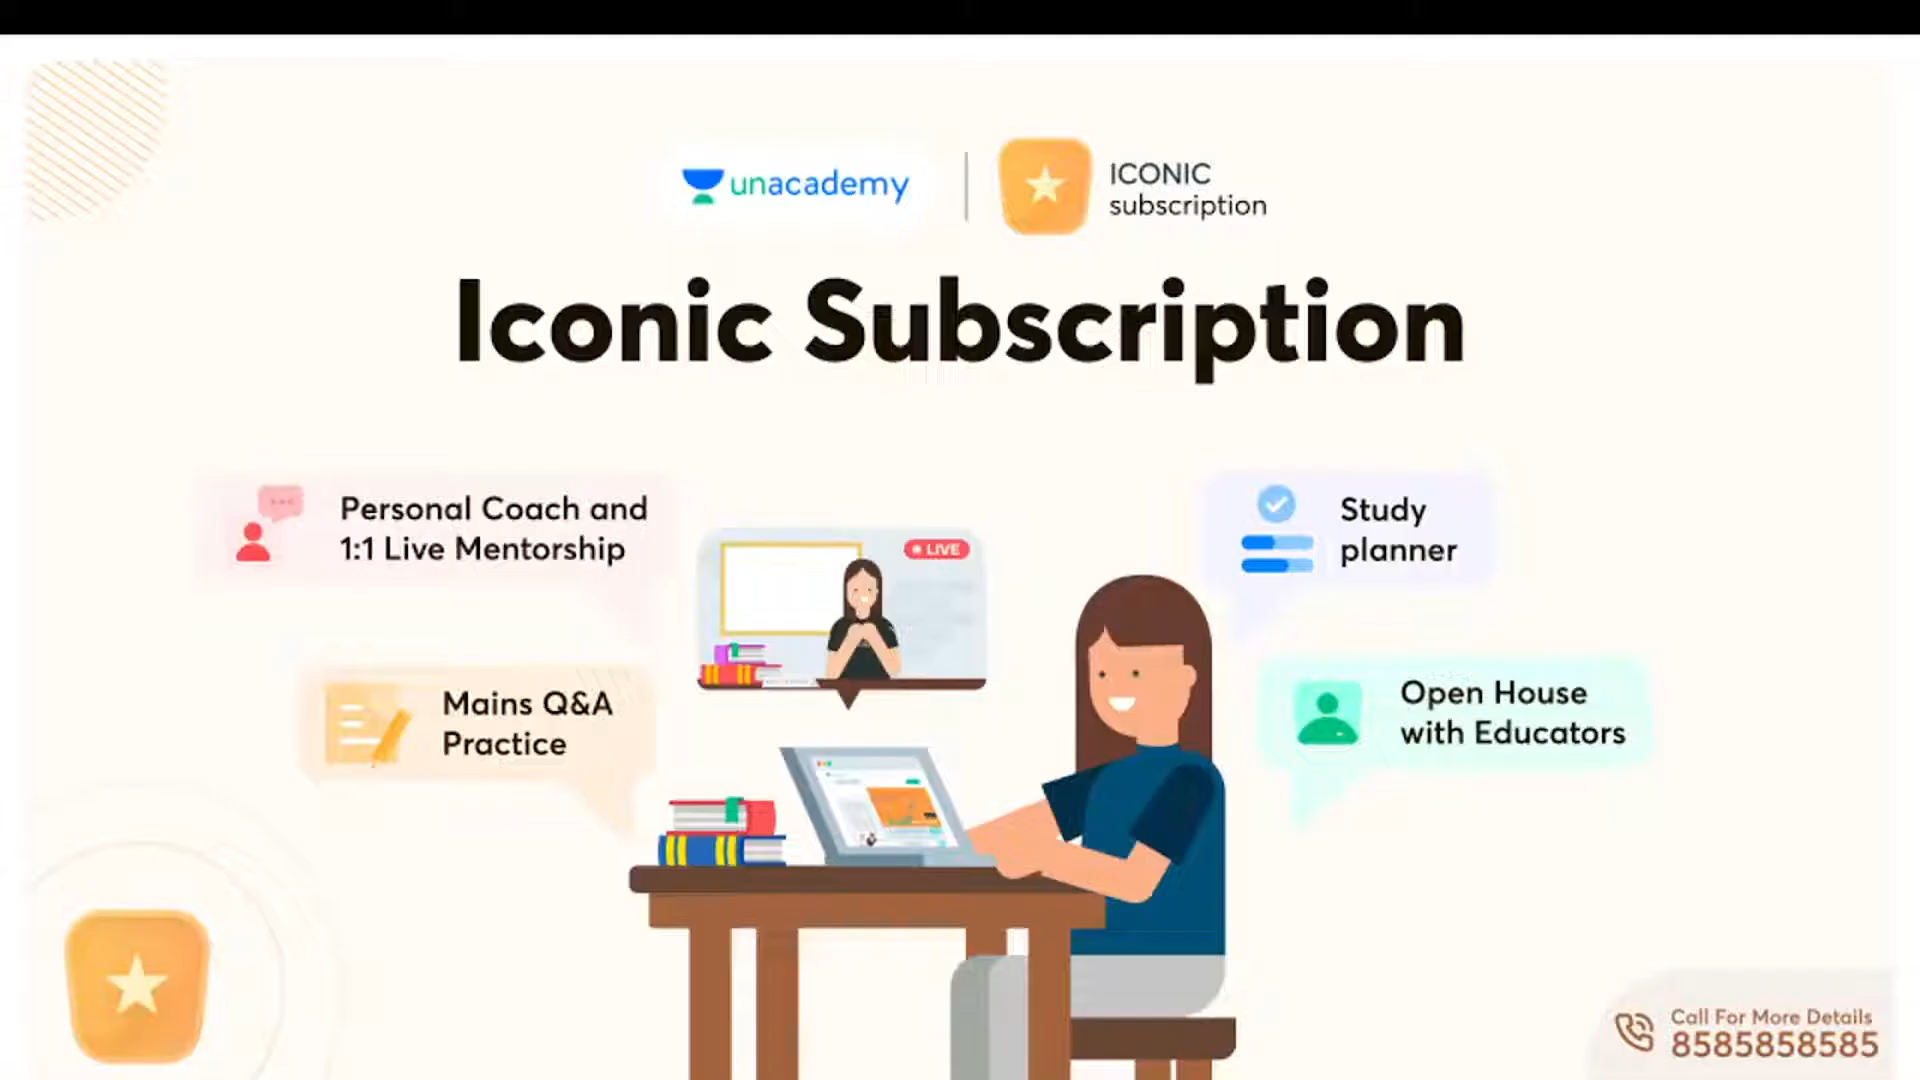 unacademy
ICONIC
subscription
Iconic Subscription
Personal Coach and
1:1 Live Mentorship
Mains Q&A
Practice
LIVE
Study
planner
Open House
with Educators
Call For More Details
8585858585